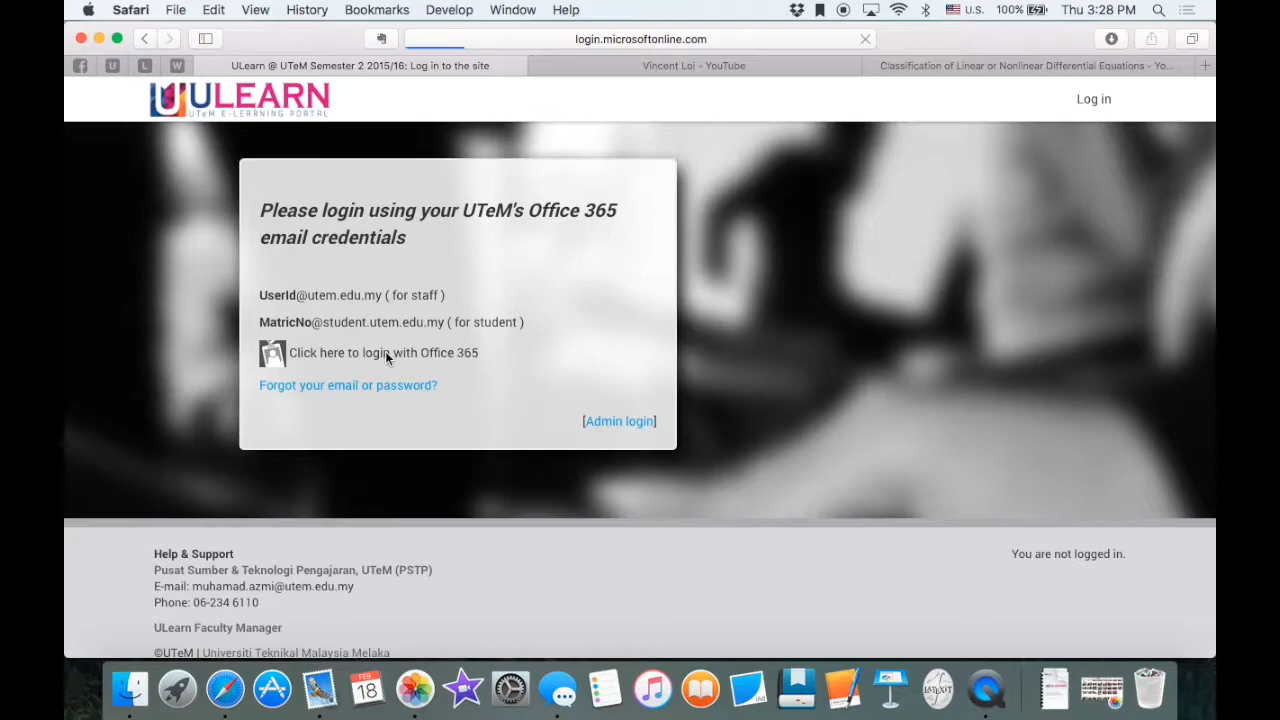 Safari File Edit View History Bookmarks Develop Window Help U.S. 100% Thu 3:28 PM
login.microsoftonline.com
U L W ULearn @ UTeM Semester 2 2015/16: Log in to the site Vincent Loi - YouTube Classification of Linear or Nonlinear Differential Equations - Yo...
ULEARN
UTeM E-LEARNING PORTAL
Log in
Please login using your UTeM's Office 365
email credentials
UserId@utem.edu.my ( for staff )
MatricNo@student.utem.edu.my ( for student )
Click here to login with Office 365
Forgot your email or password?
[Admin login]
Help & Support
You are not logged in.
Pusat Sumber & Teknologi Pengajaran, UTeM (PSTP)
E-mail: muhamad.azmi@utem.edu.my
Phone: 06-234 6110
ULearn Faculty Manager
©UTeM | Universiti Teknikal Malaysia Melaka
FEB
18